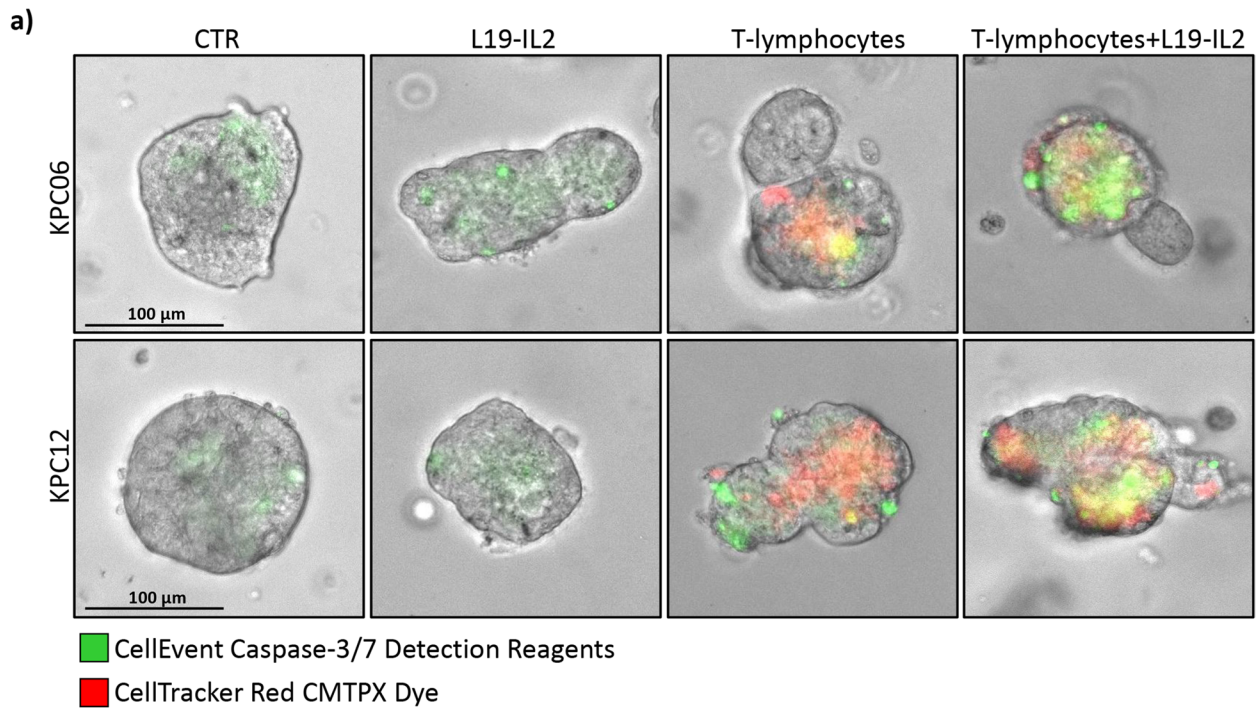 a)
CTR
L19-IL2
T-lymphocytes
T-lymphocytes+L19-IL2
KPC06
100 µm
KPC12
100 µm
CellEvent Caspase-3/7 Detection Reagents
CellTracker Red CMTPX Dye